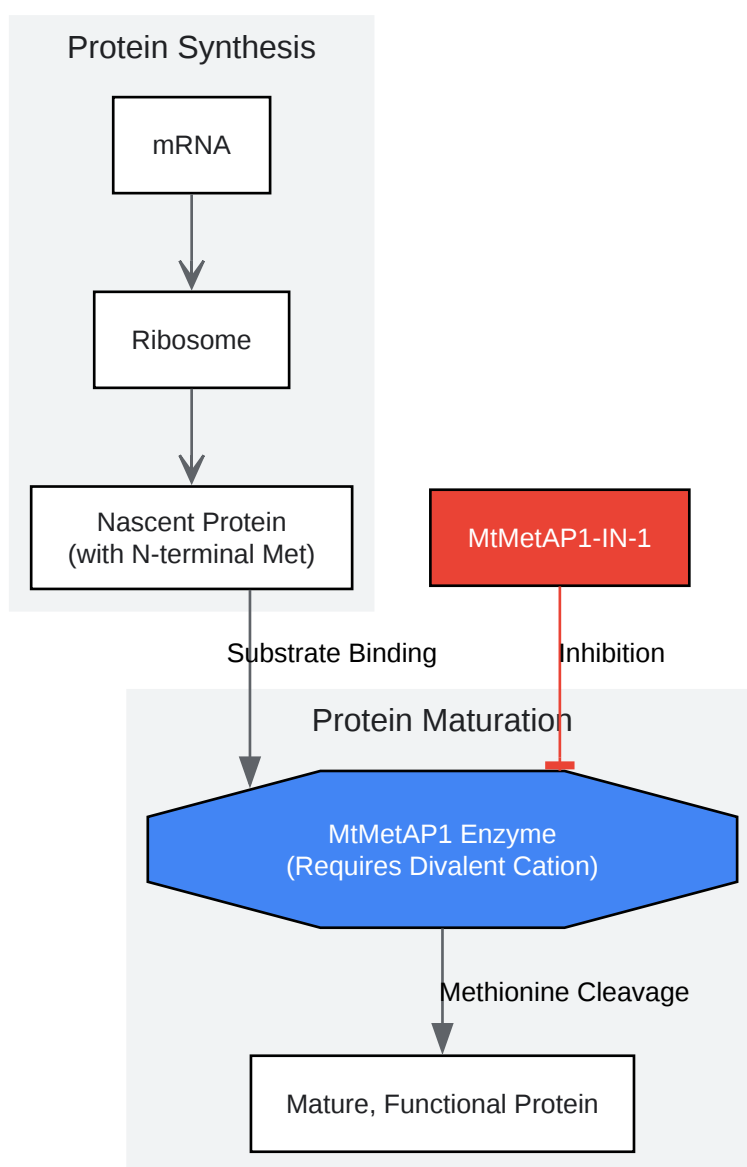 Protein Synthesis
mRNA
Ribosome
Nascent Protein
(with N-terminal Met)
MtMetAP1-IN-1
Substrate Binding
Inhibition
Protein Maturation
MtMetAP1 Enzyme
(Requires Divalent Cation)
Methionine Cleavage
Mature, Functional Protein